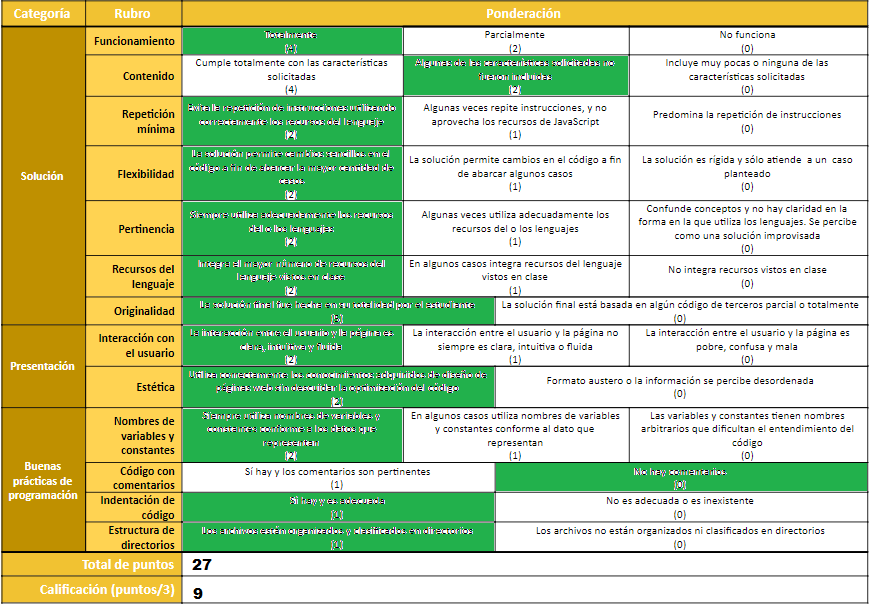 Categoría
Rubro
Ponderación
Solución
Funcionamiento
Totalmente
(4)
Parcialmente
(2)
No funciona
(0)
Contenido
Cumple totalmente con las características
solicitadas
(4)
Algunas de las características solicitadas no
fueron incluidas
(2)
Incluye muy pocas o ninguna de las
características solicitadas
(0)
Repetición
mínima
Evita la repetición de instrucciones utilizando
correctamente los recursos del lenguaje
(2)
Algunas veces repite instrucciones, y no
aprovecha los recursos de JavaScript
(1)
Predomina la repetición de instrucciones
(0)
Flexibilidad
La solución permite cambios sencillos en el
código a fin de abarcar la mayor cantidad de
casos
(2)
La solución permite cambios en el código a fin
de abarcar algunos casos
(1)
La solución es rígida y sólo atiende a un caso
planteado
(0)
Pertinencia
Siempre utiliza adecuadamente los recursos
del o los lenguajes
(2)
Algunas veces utiliza adecuadamente los
recursos del o los lenguajes
(1)
Confunde conceptos y no hay claridad en la
forma en la que utiliza los lenguajes. Se percibe
como una solución improvisada
(0)
Recursos del
lenguaje
Integra el mayor número de recursos del
lenguaje vistos en clase
(2)
En algunos casos integra recursos del lenguaje
vistos en clase
(1)
No integra recursos vistos en clase
(0)
Originalidad
La solución final fue hecha en su totalidad por el estudiante
(5)
La solución final está basada en algún código de terceros parcial o totalmente
(0)
Presentación
Interacción con
el usuario
La interacción entre el usuario y la página es
clara, intuitiva y fluida
(2)
La interacción entre el usuario y la página no
siempre es clara, intuitiva o fluida
(1)
La interacción entre el usuario y la página es
pobre, confusa y mala
(0)
Estética
Utiliza correctamente los conocimientos adquiridos de diseño de
páginas web sin descuidar la optimización del código
(2)
Formato austero o la información se percibe desordenada
(0)
Buenas
prácticas de
programación
Nombres de
variables y
constantes
Siempre utiliza nombres de variables y
constantes conforme a los datos que
representan
(2)
En algunos casos utiliza nombres de variables
y constantes conforme al dato que
representan
(1)
Las variables y constantes tienen nombres
arbitrarios que dificultan el entendimiento del
código
(0)
Código con
comentarios
Sí hay y los comentarios son pertinentes
(1)
No hay comentarios
(0)
Indentación de
código
Sí hay y es adecuada
(1)
No es adecuada o es inexistente
(0)
Estructura de
directorios
Los archivos están organizados y clasificados en directorios
(1)
Los archivos no están organizados ni clasificados en directorios
(0)
Total de puntos
27
Calificación (puntos/3)
9